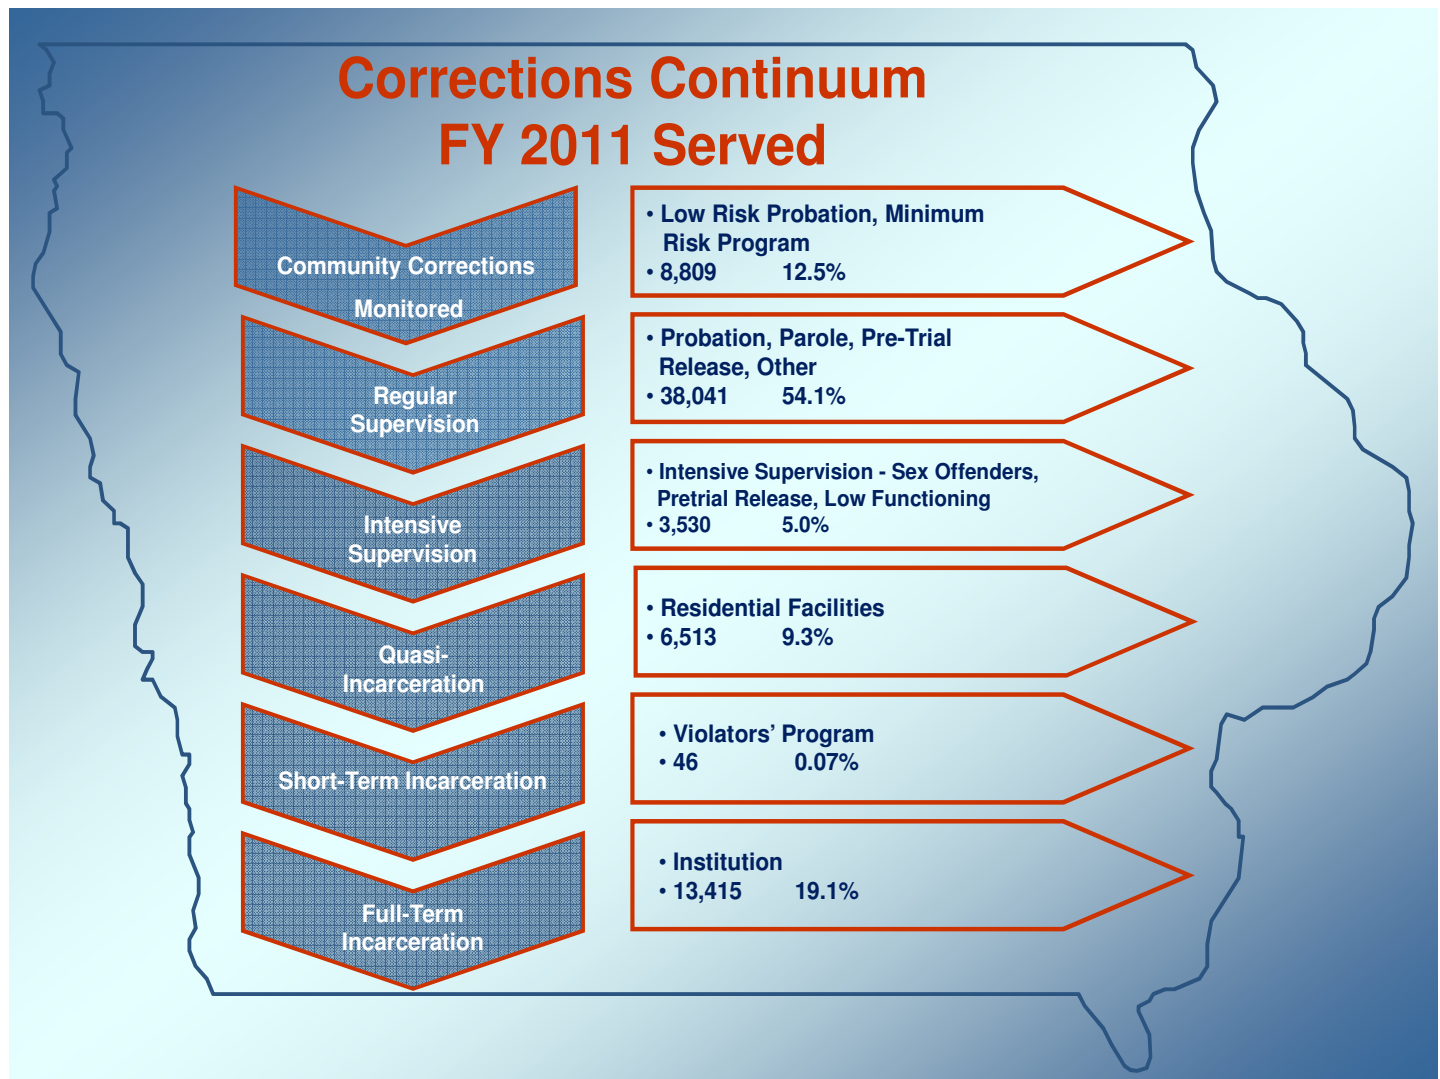 Corrections Continuum
FY 2011 Served
Community Corrections
Monitored
• Low Risk Probation, Minimum
Risk Program
• 8,809 12.5%
Regular
Supervision
• Probation, Parole, Pre-Trial
Release, Other
• 38,041 54.1%
Intensive
Supervision
• Intensive Supervision - Sex Offenders,
Pretrial Release, Low Functioning
• 3,530 5.0%
Quasi-
Incarceration
• Residential Facilities
• 6,513 9.3%
Short-Term Incarceration
• Violators’ Program
• 46 0.07%
Full-Term
Incarceration
• Institution
• 13,415 19.1%